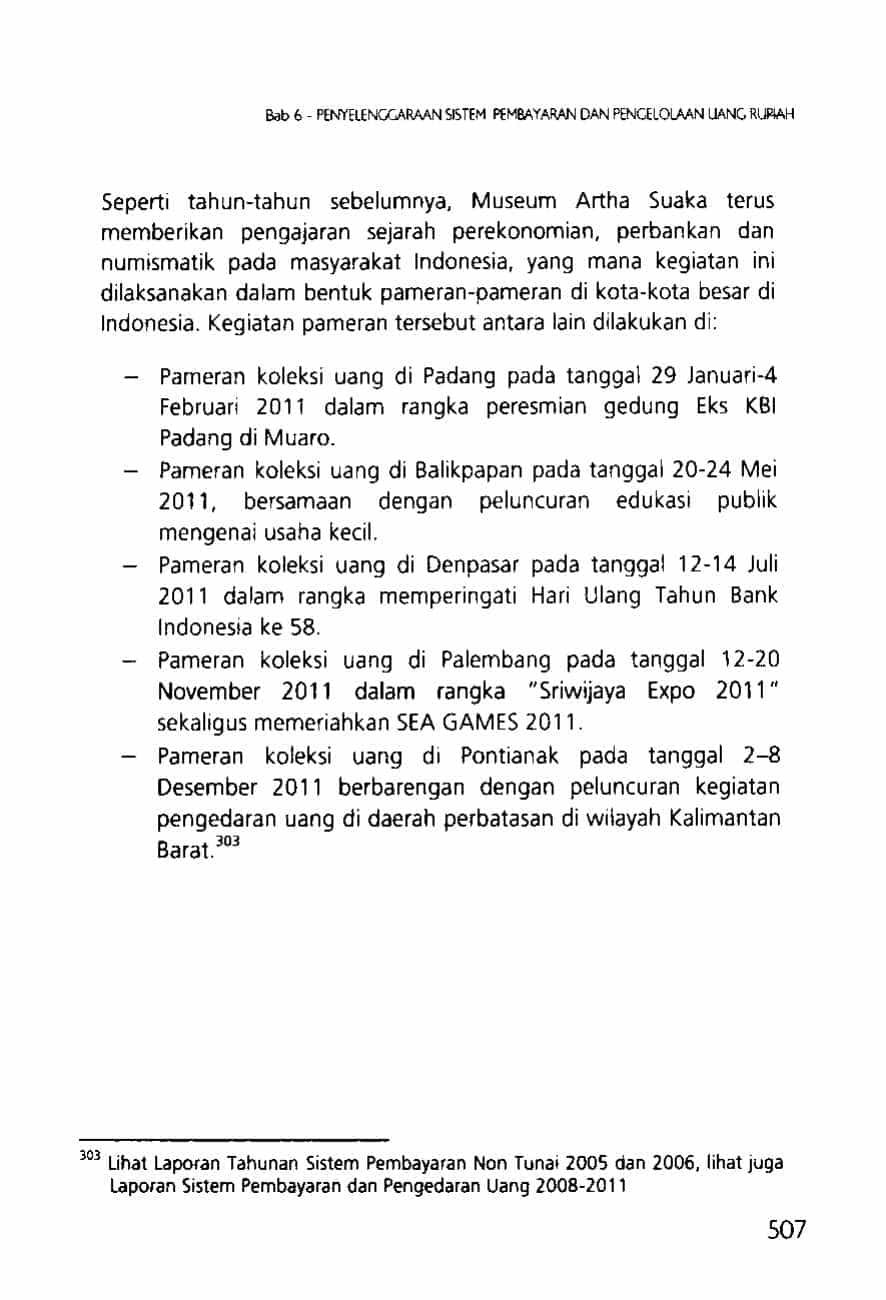 Bab 6 - PENYELENGGARAAN SISTEM PEMBAYARAN DAN PENGELOLAAN UANG RUPIAH
Seperti tahun-tahun sebelumnya, Museum Artha Suaka terus
memberikan pengajaran sejarah perekonomian, perbankan dan
numismatik pada masyarakat Indonesia, yang mana kegiatan ini
dilaksanakan dalam bentuk pameran-pameran di kota-kota besar di
Indonesia. Kegiatan pameran tersebut antara lain dilakukan di:
– Pameran koleksi uang di Padang pada tanggal 29 Januari-4
Februari 2011 dalam rangka peresmian gedung Eks KBI
Padang di Muaro.
– Pameran koleksi uang di Balikpapan pada tanggal 20-24 Mei
2011, bersamaan dengan peluncuran edukasi publik
mengenai usaha kecil.
– Pameran koleksi uang di Denpasar pada tanggal 12-14 Juli
2011 dalam rangka memperingati Hari Ulang Tahun Bank
Indonesia ke 58.
– Pameran koleksi uang di Palembang pada tanggal 12-20
November 2011 dalam rangka "Sriwijaya Expo 2011"
sekaligus memeriahkan SEA GAMES 2011.
– Pameran koleksi uang di Pontianak pada tanggal 2–8
Desember 2011 berbarengan dengan peluncuran kegiatan
pengedaran uang di daerah perbatasan di wilayah Kalimantan
Barat.303
303 Lihat Laporan Tahunan Sistem Pembayaran Non Tunai 2005 dan 2006, lihat juga
Laporan Sistem Pembayaran dan Pengedaran Uang 2008-2011
507